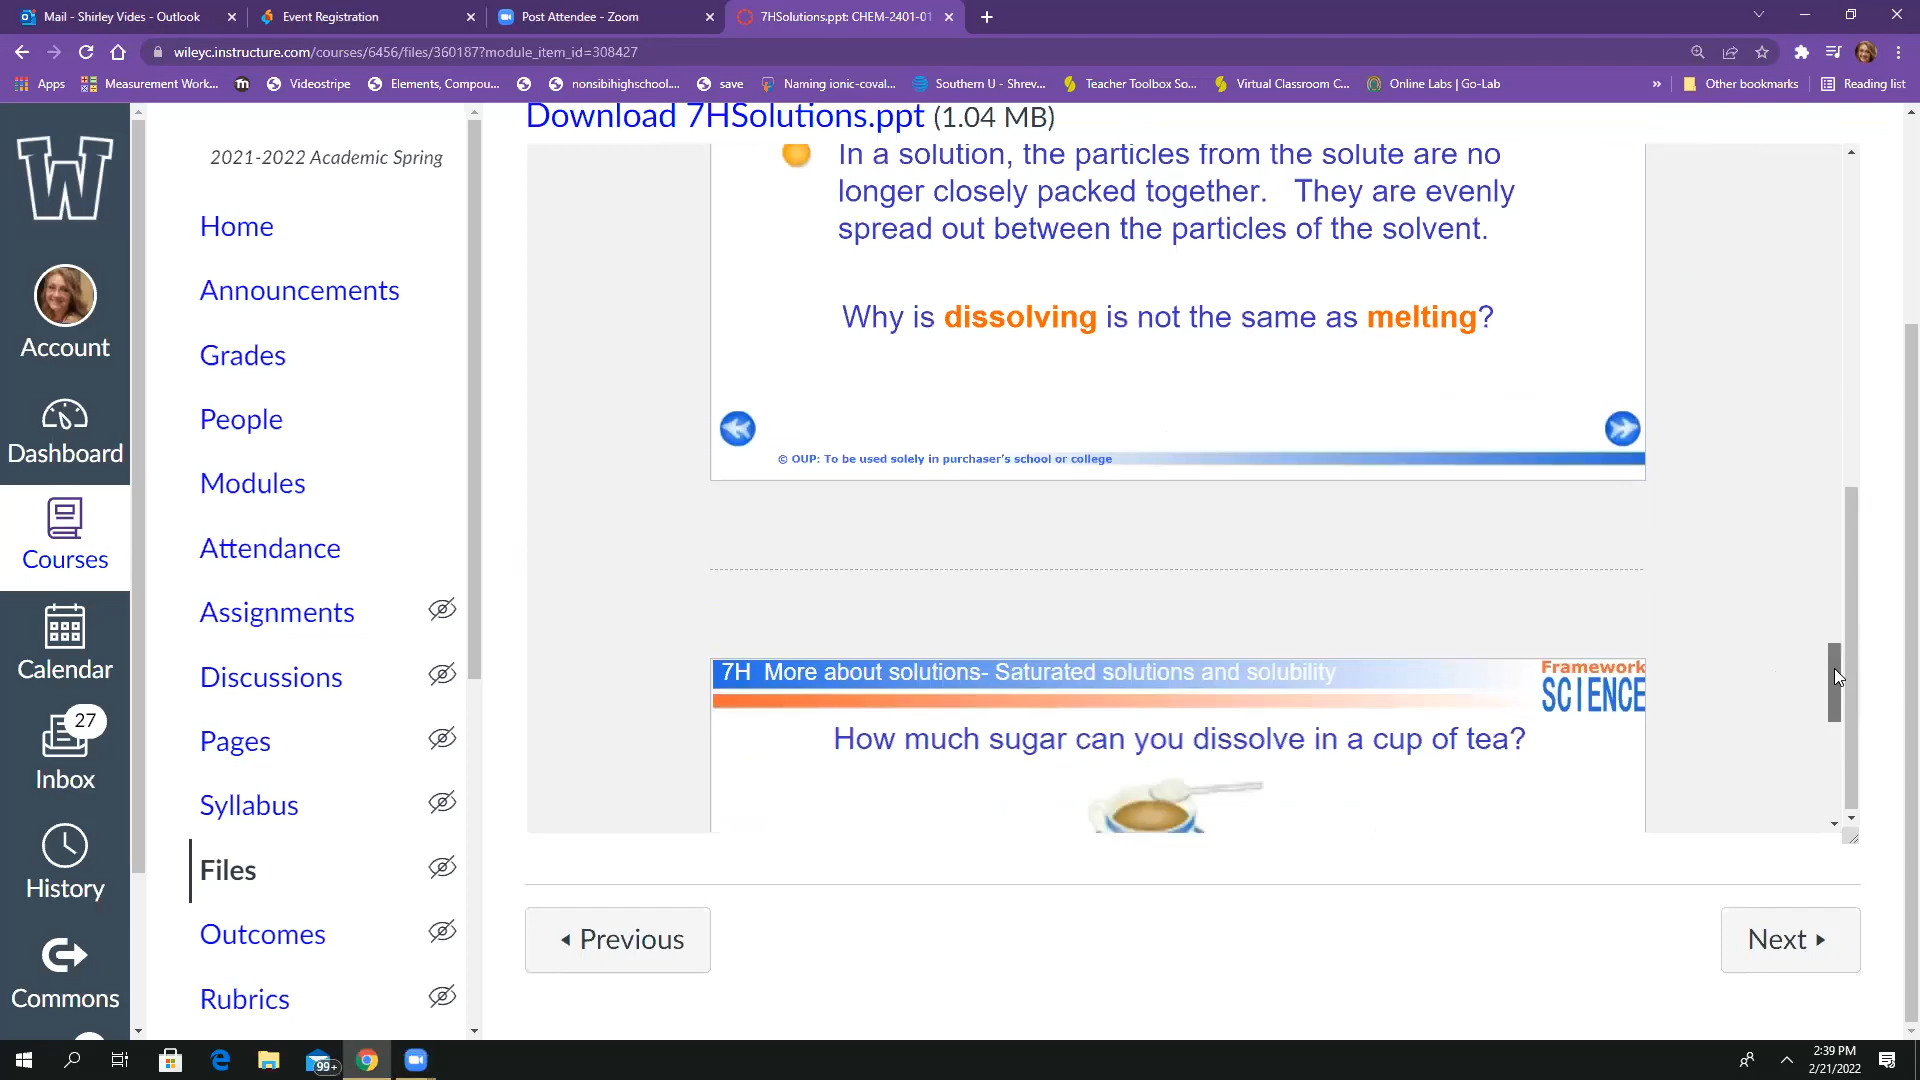 Mail - Shirley Vides - Outlook
Event Registration
Post Attendee - Zoom
7HSolutions.ppt: CHEM-2401-01
wileyc.instructure.com/courses/6456/files/360187?module_item_id=308427
Apps
Measurement Work...
Videostripe
Elements, Compou...
nonsibihighschool....
save
Naming ionic-coval...
Southern U - Shrev...
Teacher Toolbox So...
Virtual Classroom C...
Online Labs | Go-Lab
»
Other bookmarks
Reading list
W
Account
Dashboard
Courses
Calendar
27
Inbox
History
Commons
2021-2022 Academic Spring
Home
Announcements
Grades
People
Modules
Attendance
Assignments
Discussions
Pages
Syllabus
Files
Outcomes
Rubrics
Download 7HSolutions.ppt (1.04 MB)
In a solution, the particles from the solute are no
longer closely packed together. They are evenly
spread out between the particles of the solvent.
Why is dissolving is not the same as melting?
© OUP: To be used solely in purchaser's school or college
7H More about solutions- Saturated solutions and solubility
Framework
SCIENCE
How much sugar can you dissolve in a cup of tea?
Previous
Next
99+
2:39 PM
2/21/2022